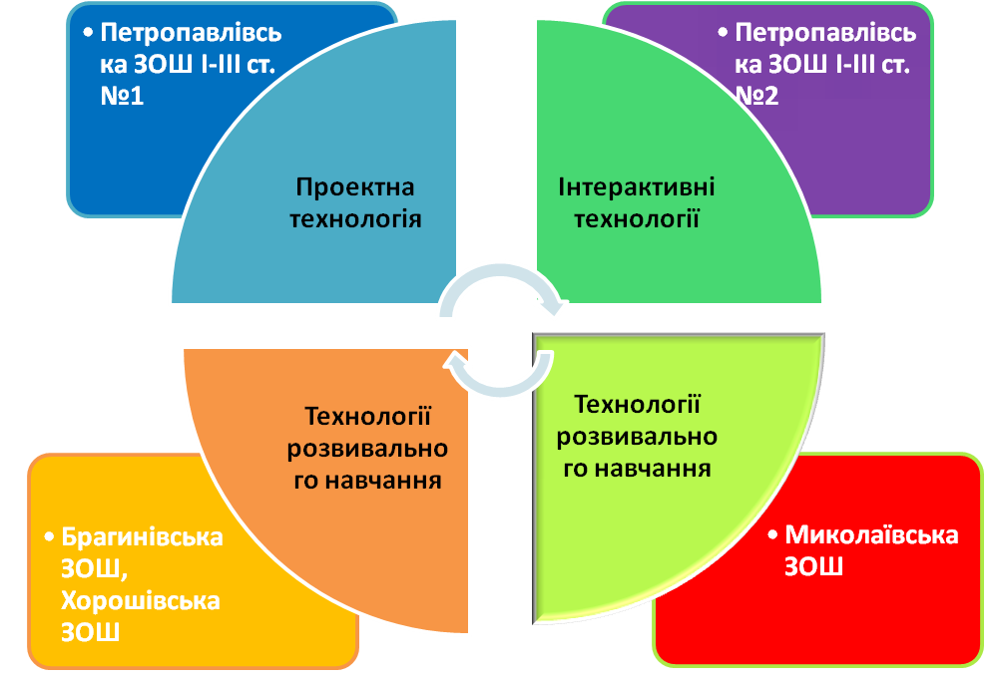 • Петропавлівсь
ка ЗОШ І-ІІІ ст.
№1
• Петропавлівсь
ка ЗОШ І-ІІІ ст.
№2
Проектна
технологія
Інтерактивні
технології
Технології
розвивально
го навчання
Технології
розвивально
го навчання
• Брагинівська
ЗОШ,
Хорошівська
ЗОШ
• Миколаївська
ЗОШ